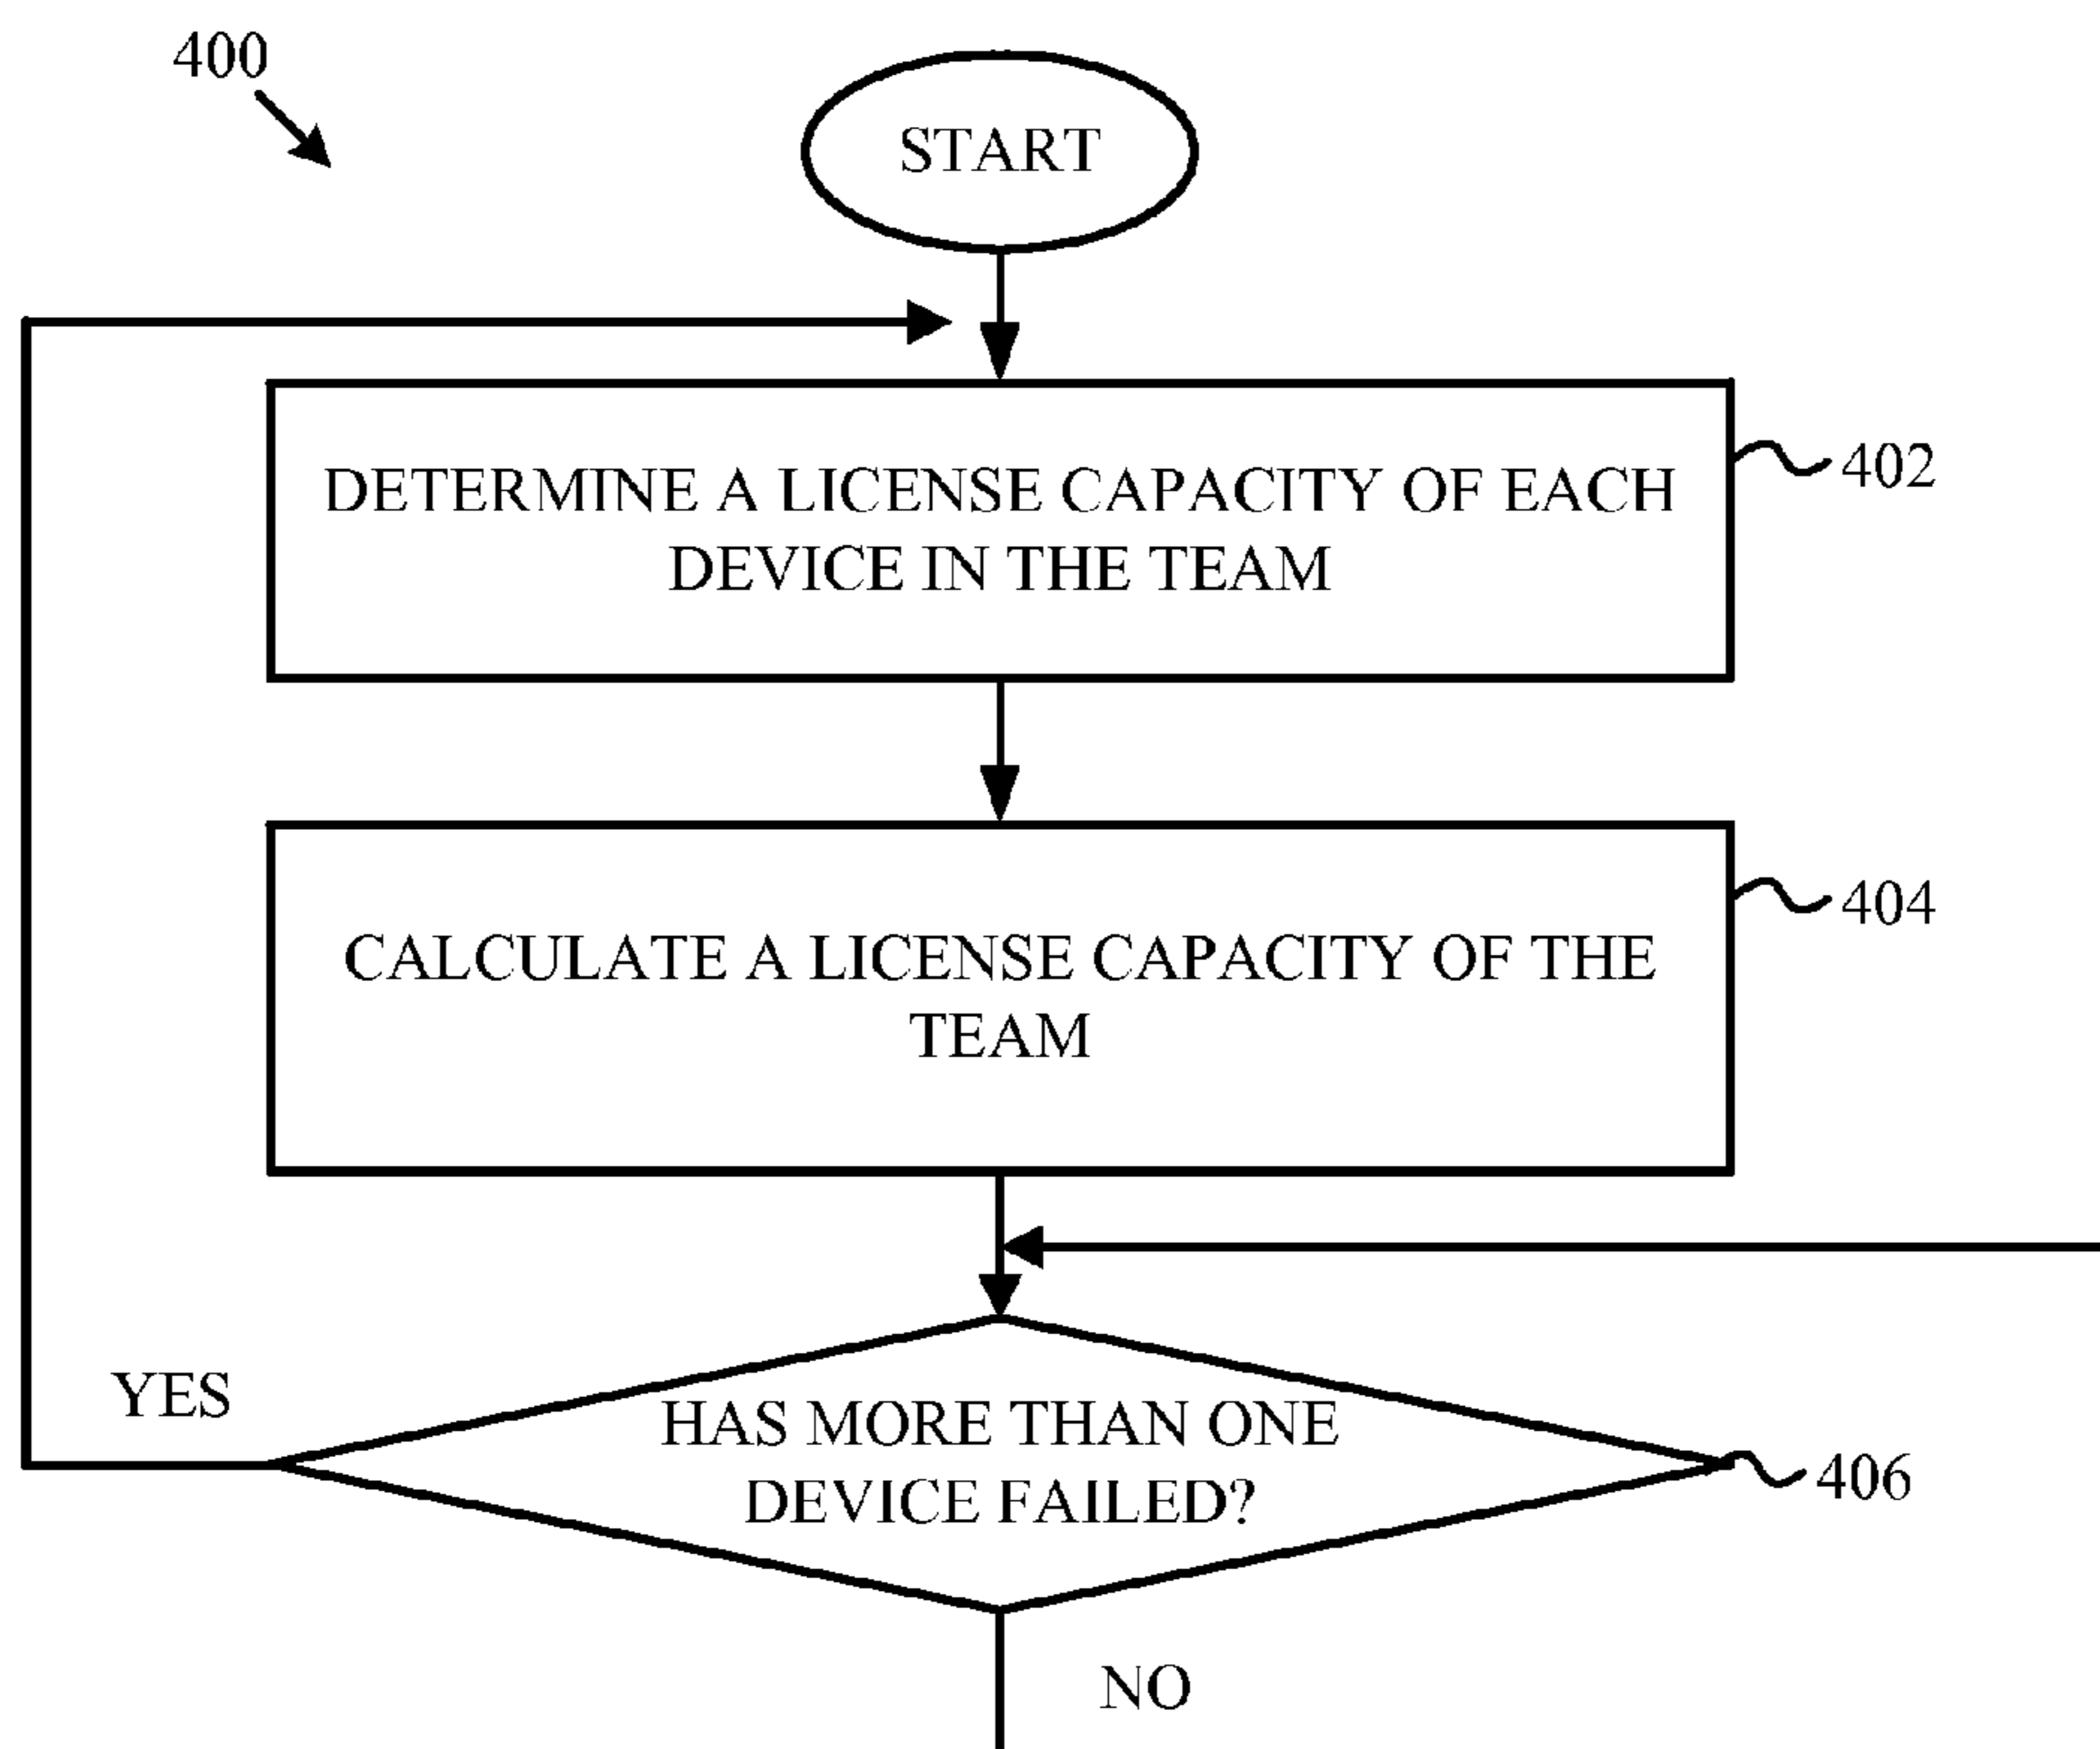 400
START
DETERMINE A LICENSE CAPACITY OF EACH
DEVICE IN THE TEAM
402
CALCULATE A LICENSE CAPACITY OF THE
TEAM
404
YES
HAS MORE THAN ONE
DEVICE FAILED?
406
NO